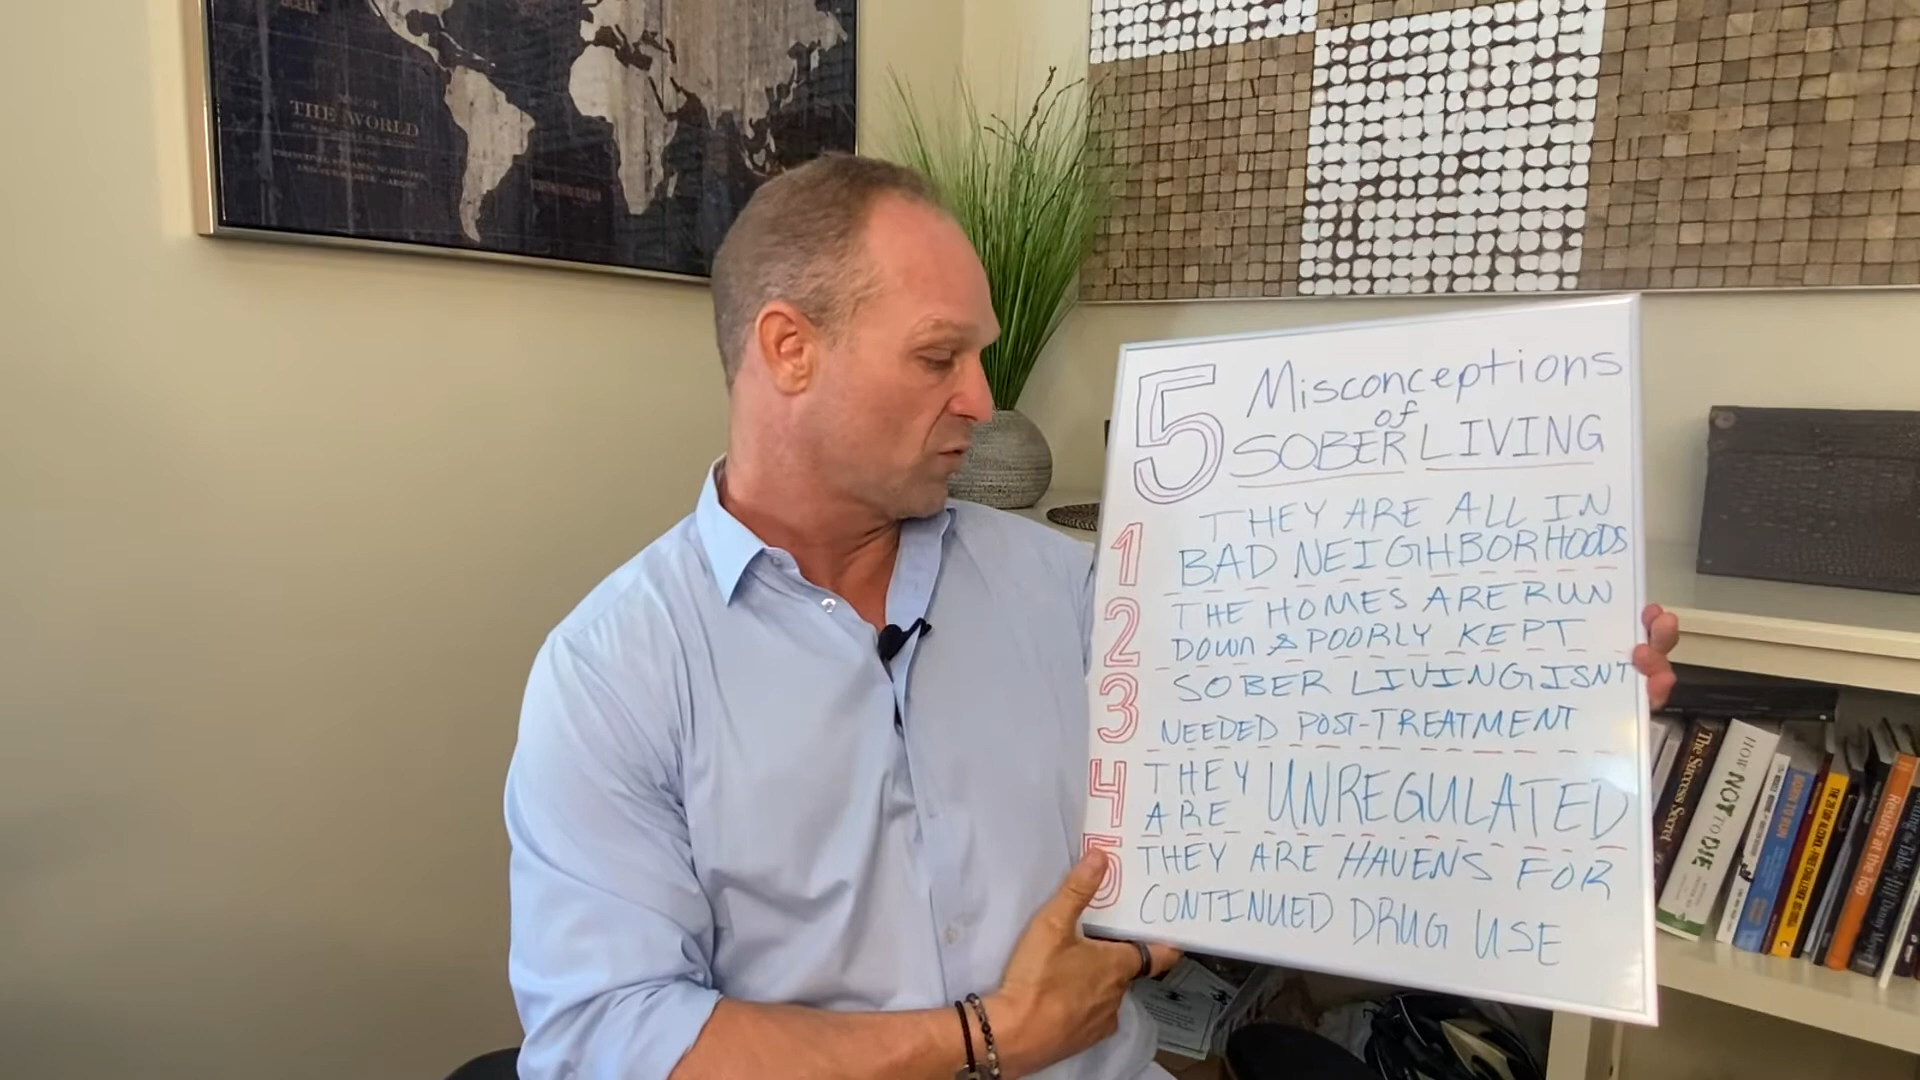 THE WORLD
5 Misconceptions
of
SOBER LIVING
1 THEY ARE ALL IN
BAD NEIGHBORHOODS
2 THE HOMES ARE RUN
DOWN & POORLY KEPT
3 SOBER LIVING ISNT
NEEDED POST-TREATMENT
4 THEY
ARE UNREGULATED
5 THEY ARE HAVENS FOR
CONTINUED DRUG USE
The Success Secret
HOW NOT TO DIE
Results at the Top